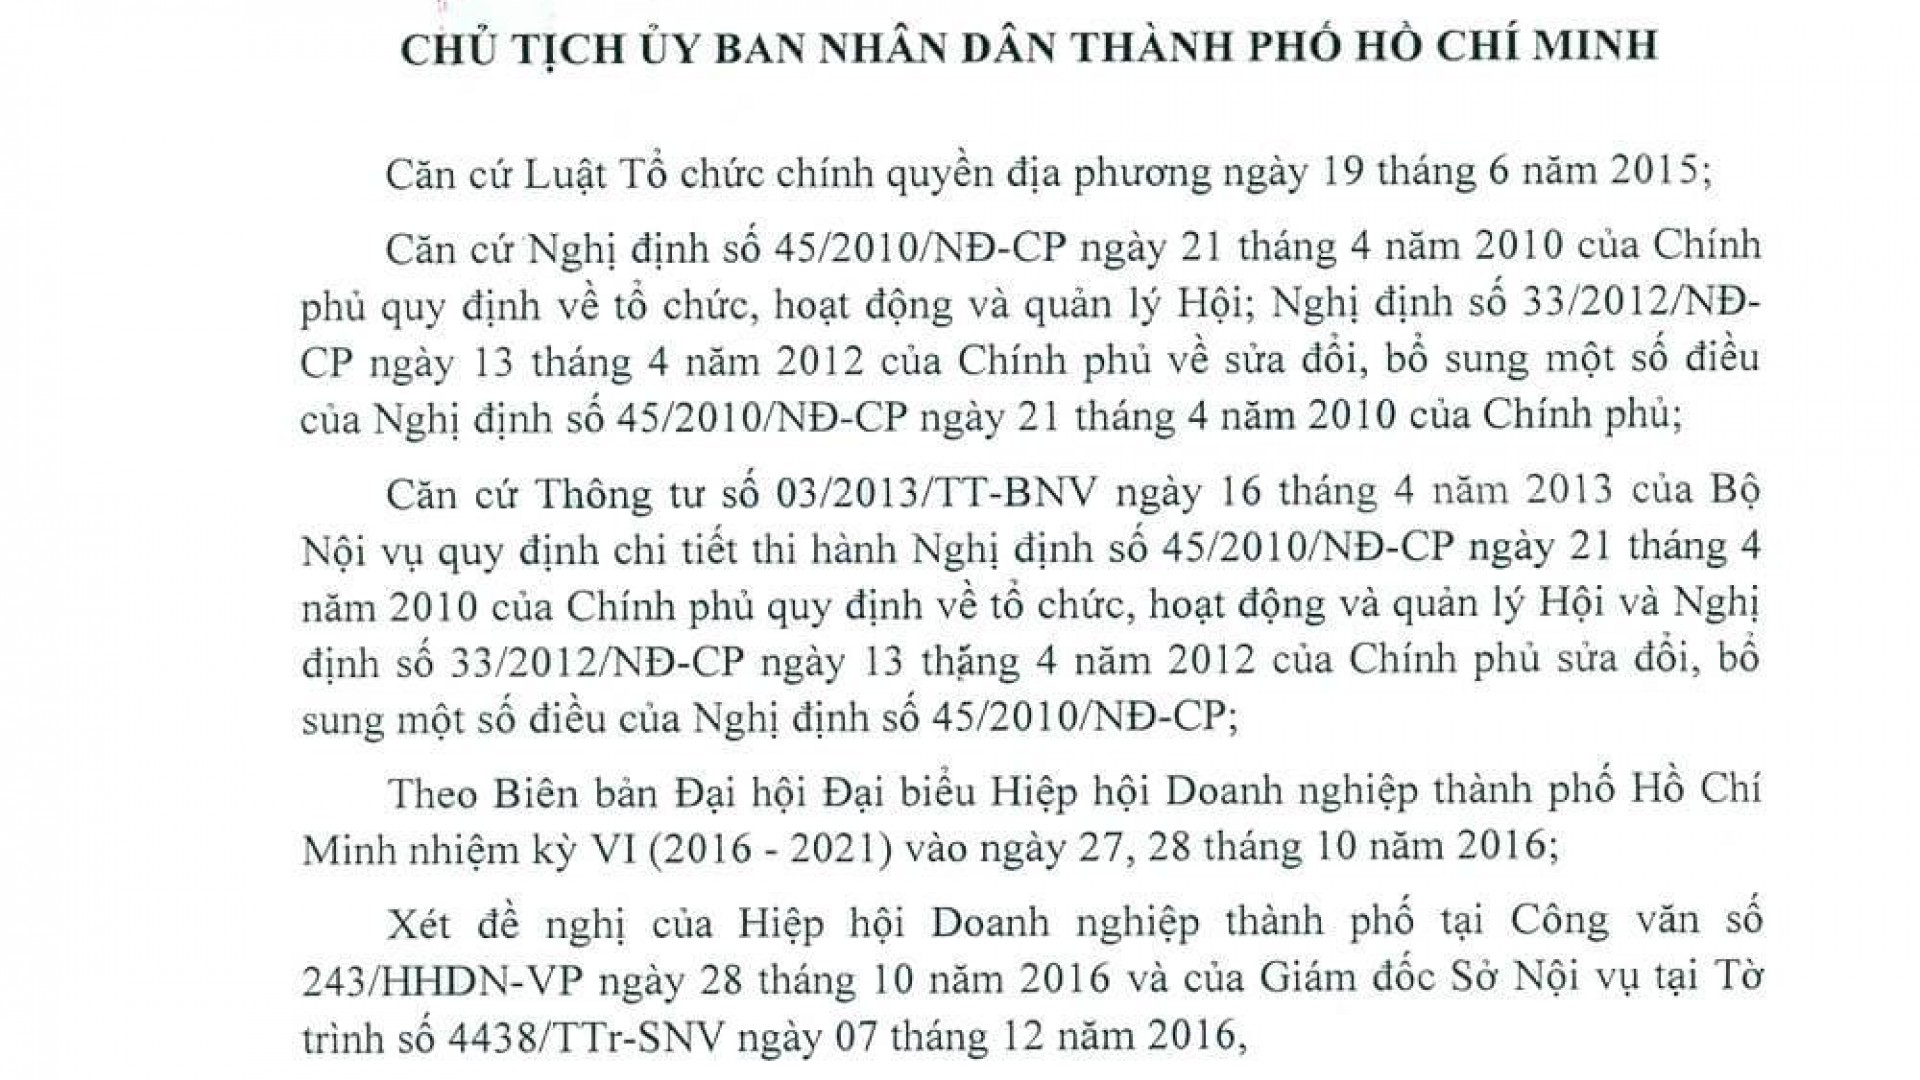 CHỦ TỊCH ỦY BAN NHÂN DÂN THÀNH PHỐ HỒ CHÍ MINH
Căn cứ Luật Tổ chức chính quyền địa phương ngày 19 tháng 6 năm 2015;
Căn cứ Nghị định số 45/2010/NĐ-CP ngày 21 tháng 4 năm 2010 của Chính
phủ quy định về tổ chức, hoạt động và quản lý Hội; Nghị định số 33/2012/NĐ-
CP ngày 13 tháng 4 năm 2012 của Chính phủ về sửa đổi, bổ sung một số điều
của Nghị định số 45/2010/NĐ-CP ngày 21 tháng 4 năm 2010 của Chính phủ;
Căn cứ Thông tư số 03/2013/TT-BNV ngày 16 tháng 4 năm 2013 của Bộ
Nội vụ quy định chi tiết thi hành Nghị định số 45/2010/NĐ-CP ngày 21 tháng 4
năm 2010 của Chính phủ quy định về tổ chức, hoạt động và quản lý Hội và Nghị
định số 33/2012/NĐ-CP ngày 13 tháng 4 năm 2012 của Chính phủ sửa đổi, bổ
sung một số điều của Nghị định số 45/2010/NĐ-CP;
Theo Biên bản Đại hội Đại biểu Hiệp hội Doanh nghiệp thành phố Hồ Chí
Minh nhiệm kỳ VI (2016 - 2021) vào ngày 27, 28 tháng 10 năm 2016;
Xét đề nghị của Hiệp hội Doanh nghiệp thành phố tại Công văn số
243/HHDN-VP ngày 28 tháng 10 năm 2016 và của Giám đốc Sở Nội vụ tại Tờ
trình số 4438/TTr-SNV ngày 07 tháng 12 năm 2016,